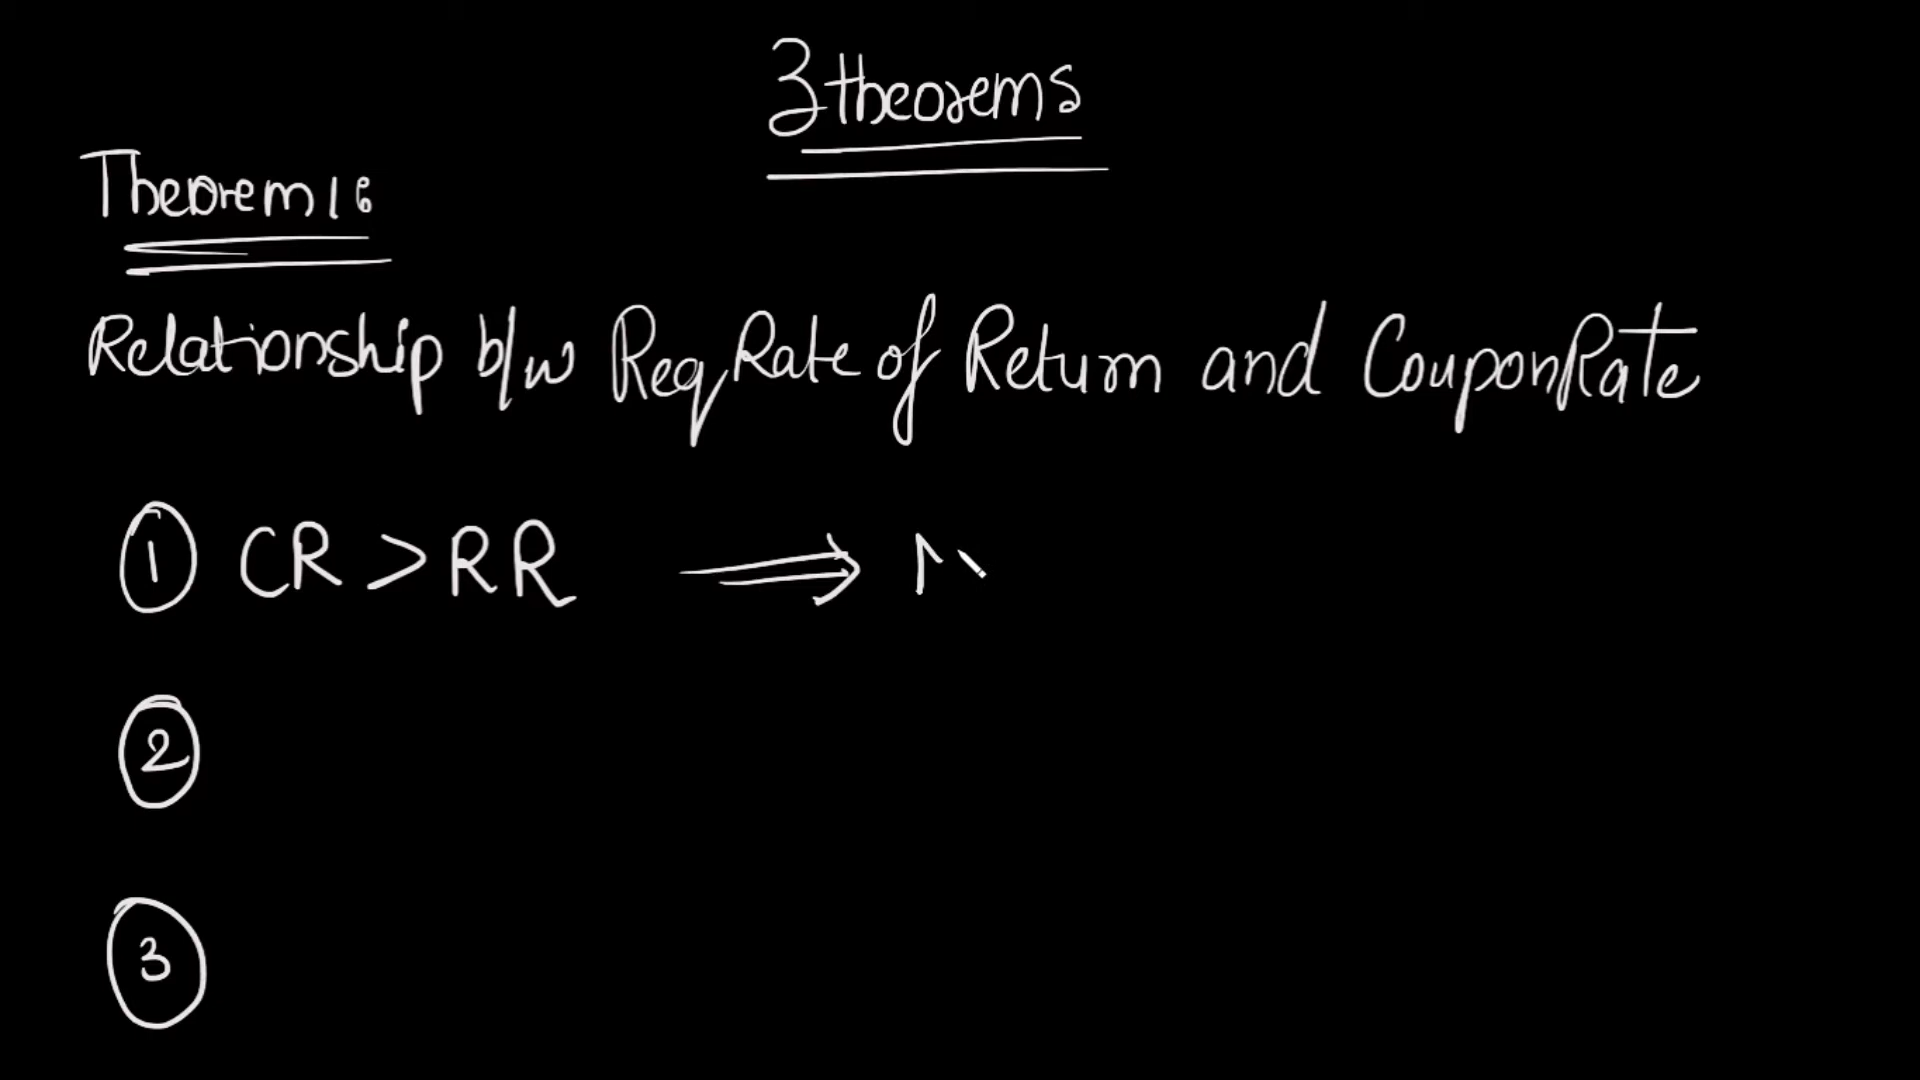 3 theorems
Theorem 1:
Relationship b/w Req Rate of Return and Coupon Rate
① CR > RR ⟹
②
③